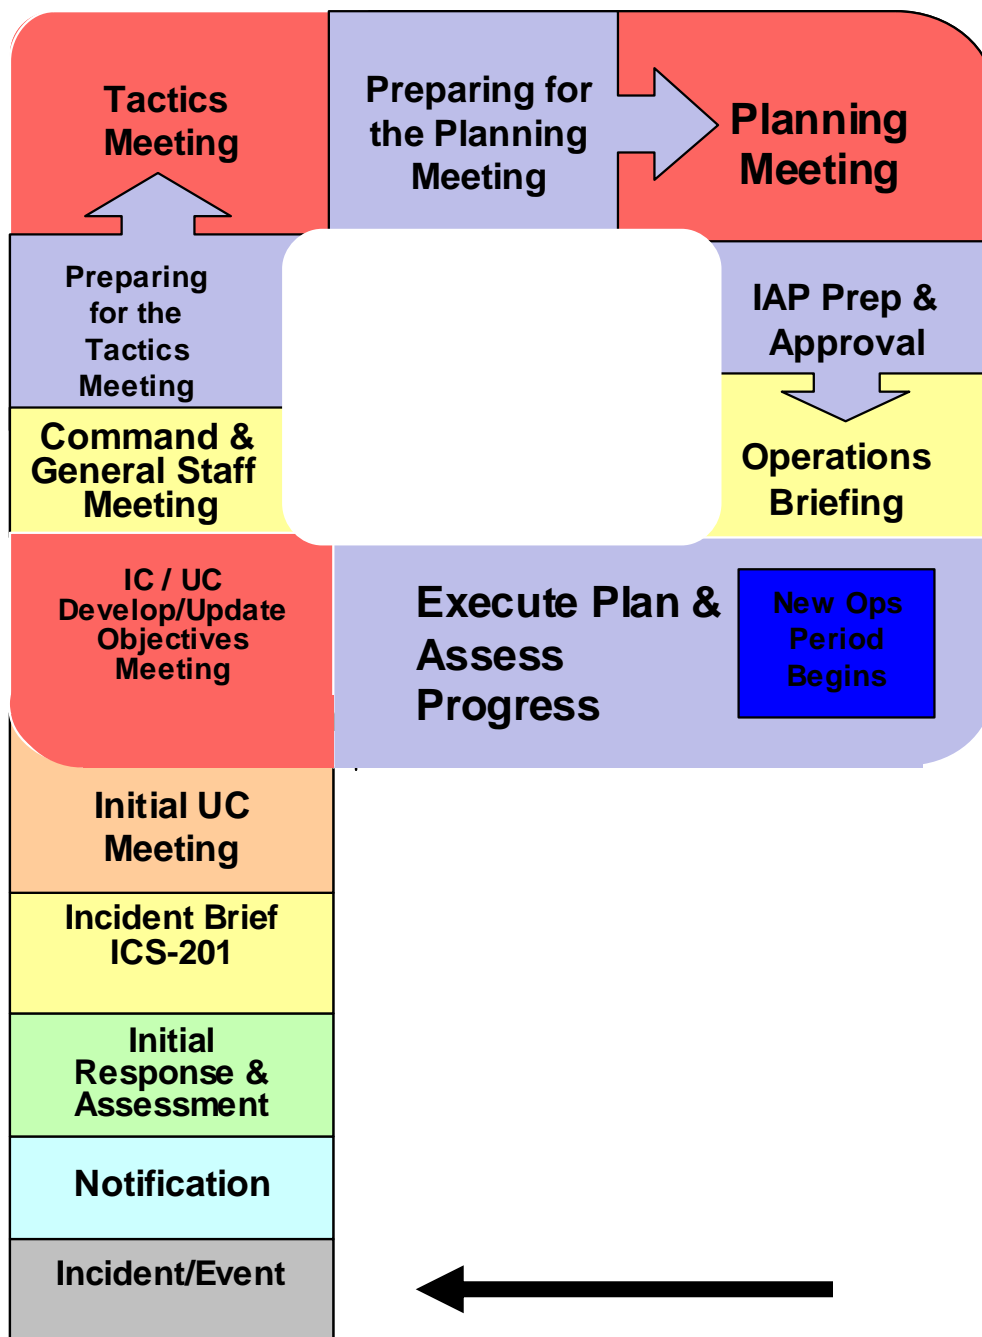 Tactics
Meeting
Preparing for
the Planning
Meeting
Planning
Meeting
Preparing
for the
Tactics
Meeting
IAP Prep &
Approval
Command &
General Staff
Meeting
Operations
Briefing
IC / UC
Develop/Update
Objectives
Meeting
Execute Plan &
Assess
Progress
New Ops
Period
Begins
Initial UC
Meeting
Incident Brief
ICS-201
Initial
Response &
Assessment
Notification
Incident/Event